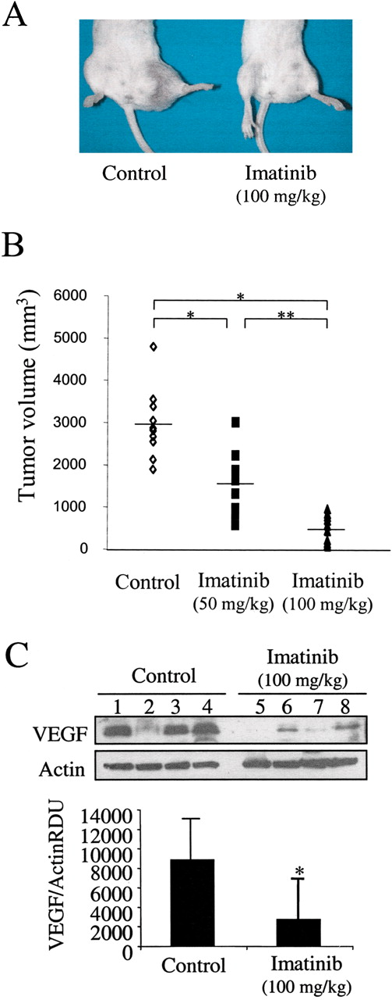 A
Control
Imatinib
(100 mg/kg)
B
Tumor volume (mm³)
6000
5000
4000
3000
2000
1000
0
*
*
**
Control
Imatinib
(50 mg/kg)
Imatinib
(100 mg/kg)
C
Control
Imatinib
(100 mg/kg)
1 2 3 4 5 6 7 8
VEGF
Actin
VEGF/ActinRDU
14000
12000
10000
8000
6000
4000
2000
0
*
Control
Imatinib
(100 mg/kg)